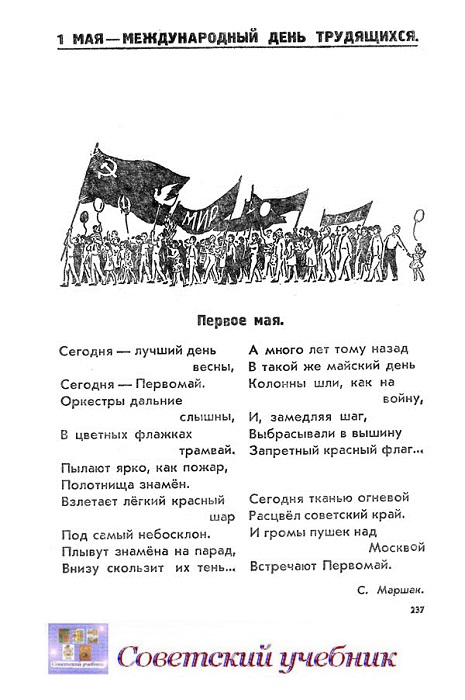 1 МАЯ—МЕЖДУНАРОДНЫЙ ДЕНЬ ТРУДЯЩИХСЯ.
МИР
ТРУД
Первое мая.
Сегодня — лучший день
весны,
Сегодня — Первомай.
Оркестры дальние
слышны,
В цветных флажках
трамвай.
Пылают ярко, как пожар,
Полотнища знамён.
Взлетает лёгкий красный
шар
Под самый небосклон.
Плывут знамёна на парад,
Внизу скользит их тень...
А много лет тому назад
В такой же майский день
Колонны шли, как на
войну,
И, замедляя шаг,
Выбрасывали в вышину
Запретный красный флаг...
Сегодня тканью огневой
Расцвёл советский край.
И громы пушек над
Москвой
Встречают Первомай.
С. Маршак.
237
Советский учебник